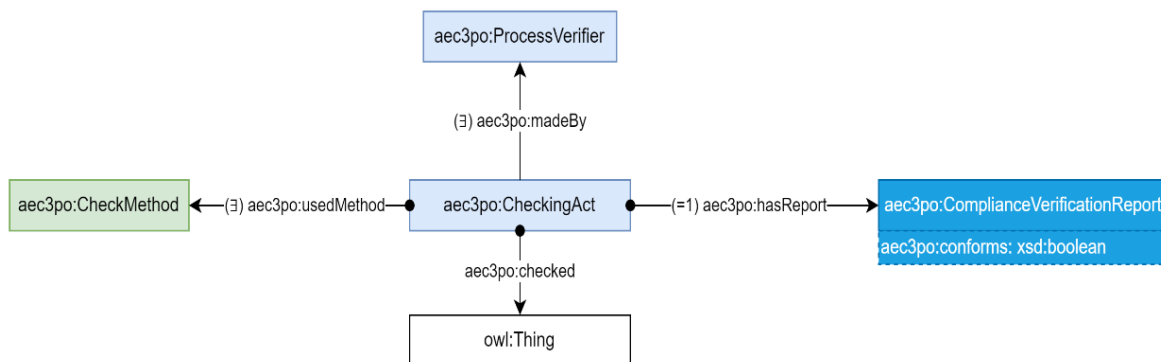 aec3po:ProcessVerifier
(∃) aec3po:madeBy
aec3po:CheckMethod
(∃) aec3po:usedMethod
aec3po:CheckingAct
(=1) aec3po:hasReport
aec3po:ComplianceVerificationReport
aec3po:conforms: xsd:boolean
aec3po:checked
owl:Thing